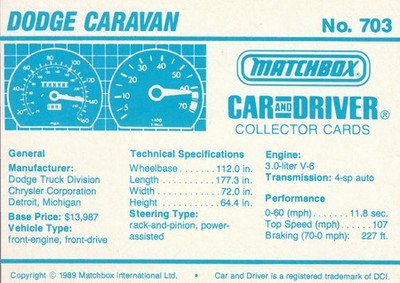 DODGE CARAVAN
No. 703
MATCHBOX
CAR AND DRIVER®
COLLECTOR CARDS
General
Manufacturer:
Dodge Truck Division
Chrysler Corporation
Detroit, Michigan
Base Price: $13,987
Vehicle Type:
front-engine, front-drive
Technical Specifications
Wheelbase . . . . . . . . 112.0 in.
Length . . . . . . . . . . . 177.3 in.
Width . . . . . . . . . . . . 72.0 in.
Height . . . . . . . . . . . . 64.4 in.
Steering Type:
rack-and-pinion, power-
assisted
Engine:
3.0-liter V-6
Transmission: 4-sp auto
Performance
0-60 (mph) . . . . . . . . 11.8 sec.
Top Speed (mph) . . . . . . 107
Braking (70-0 mph): 227 ft.
Copyright © 1989 Matchbox International Ltd. • Car and Driver is a registered trademark of DCI.